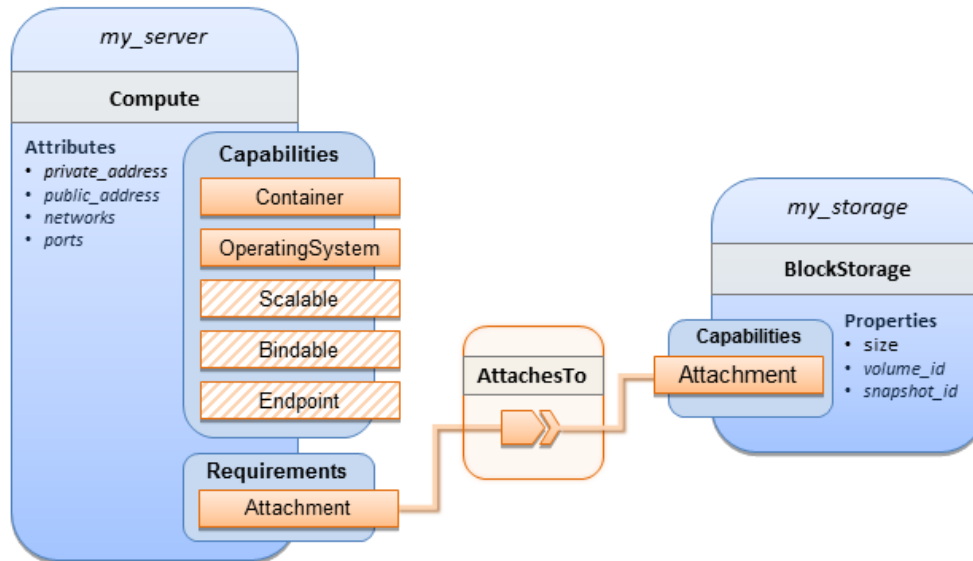 my_server
Compute
Attributes
• private_address
• public_address
• networks
• ports
Capabilities
Container
OperatingSystem
Scalable
Bindable
Endpoint
Requirements
Attachment
AttachesTo
my_storage
BlockStorage
Capabilities
Attachment
Properties
• size
• volume_id
• snapshot_id